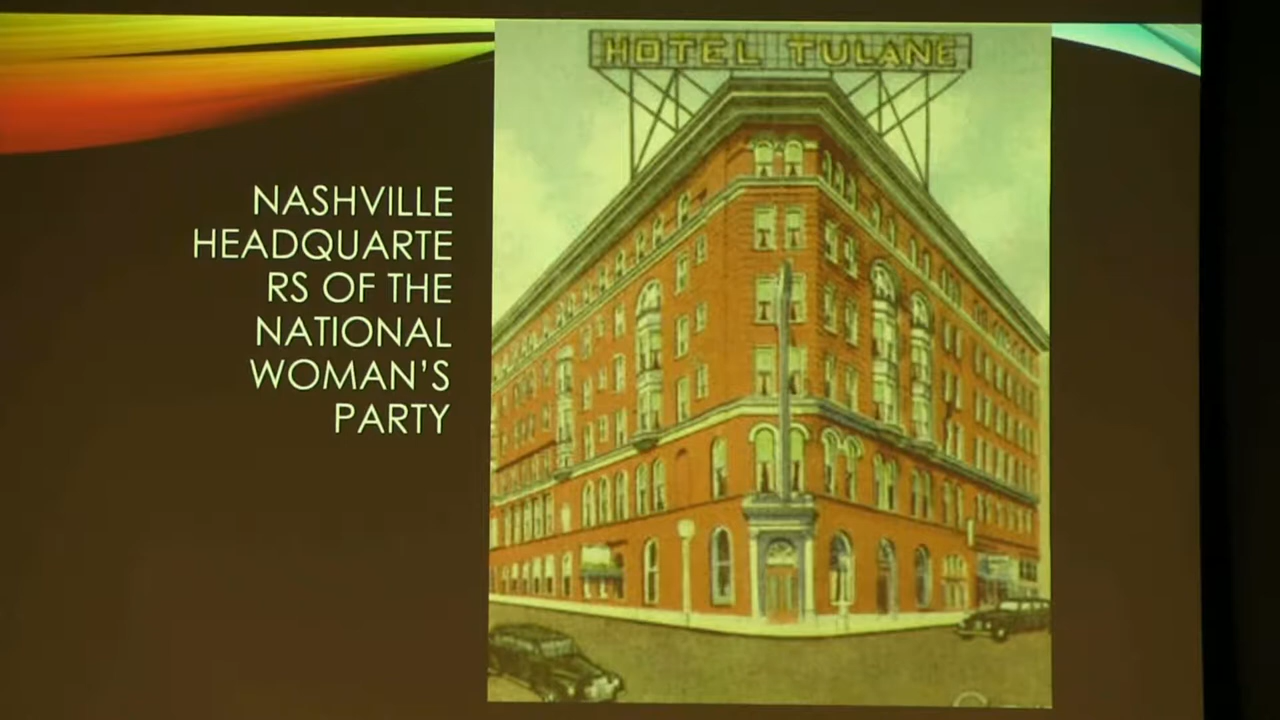 HOTEL TULANE
NASHVILLE
HEADQUARTE
RS OF THE
NATIONAL
WOMAN'S
PARTY